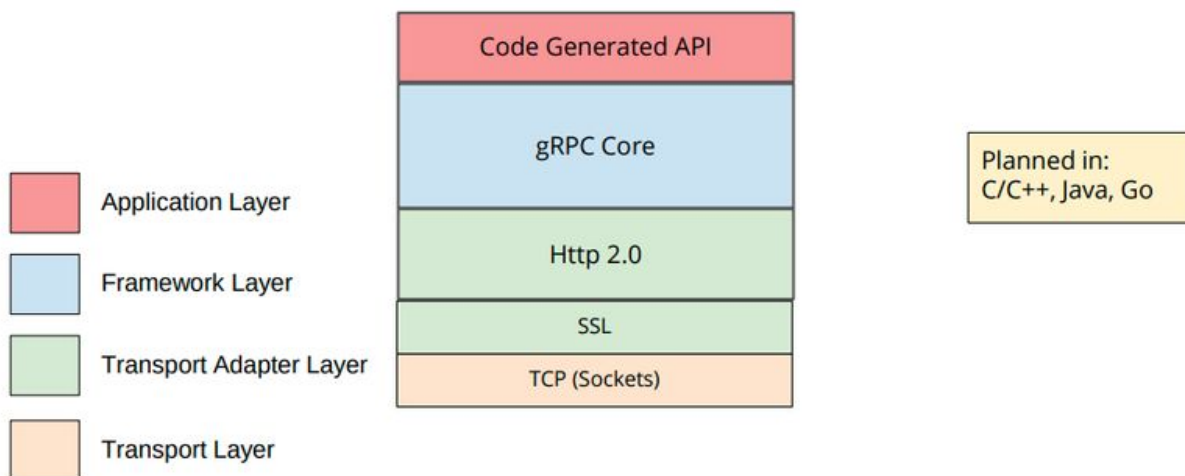 Code Generated API
gRPC Core
Http 2.0
SSL
TCP (Sockets)
Application Layer
Framework Layer
Transport Adapter Layer
Transport Layer
Planned in:
C/C++, Java, Go